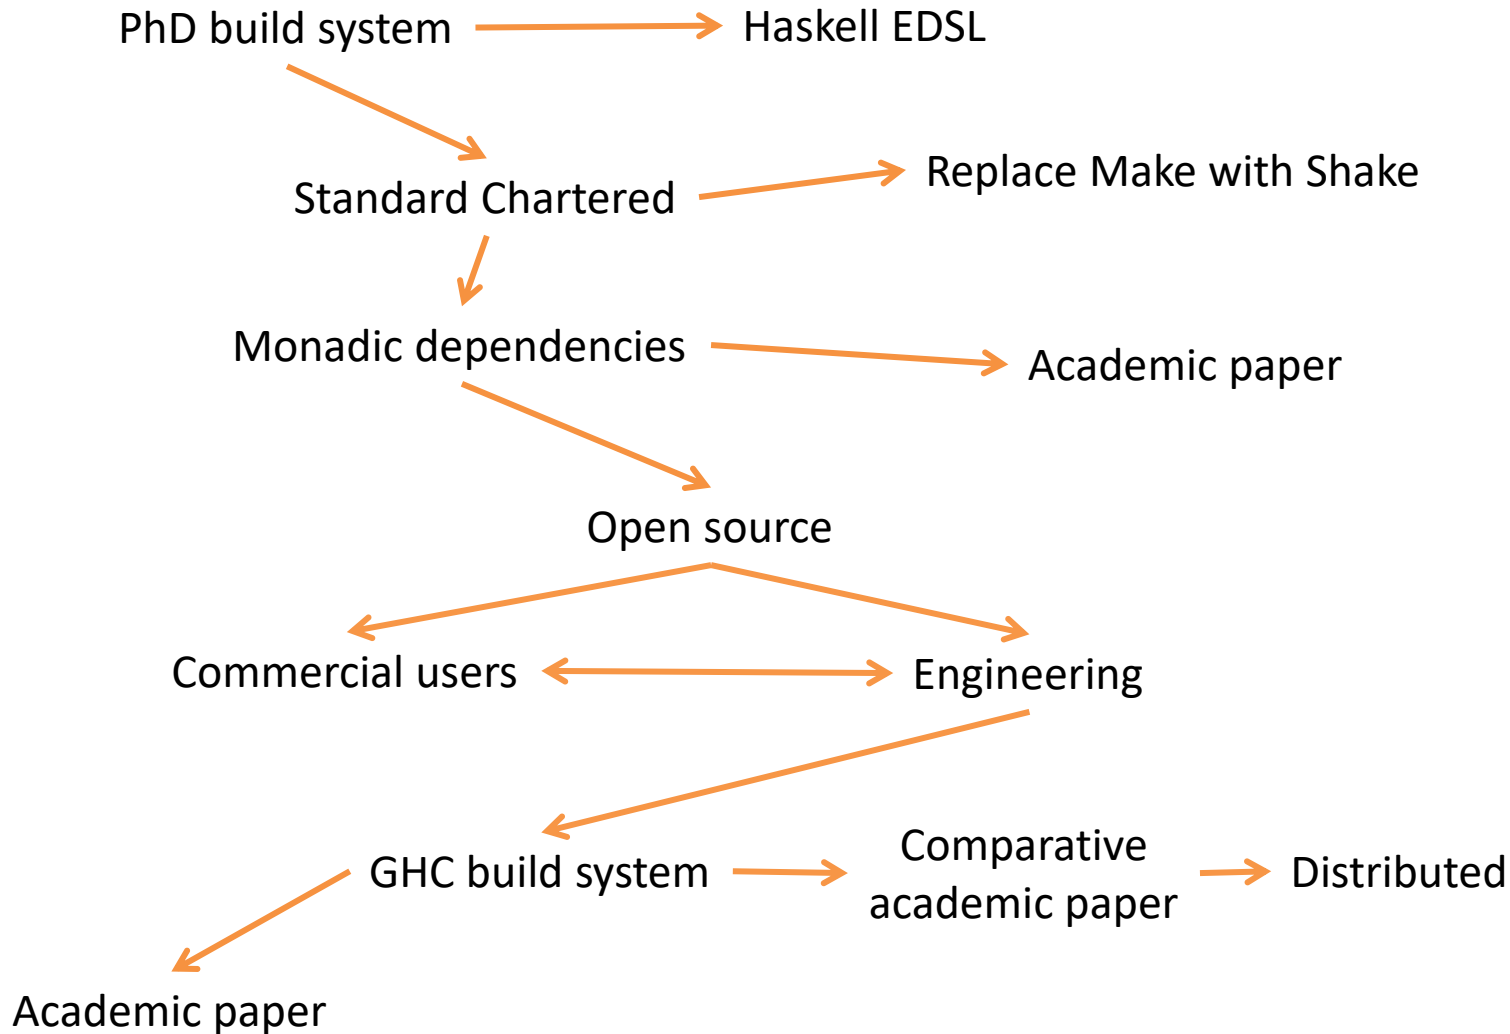 PhD build system
Haskell EDSL
Standard Chartered
Replace Make with Shake
Monadic dependencies
Academic paper
Open source
Commercial users
Engineering
GHC build system
Comparative
academic paper
Distributed
Academic paper